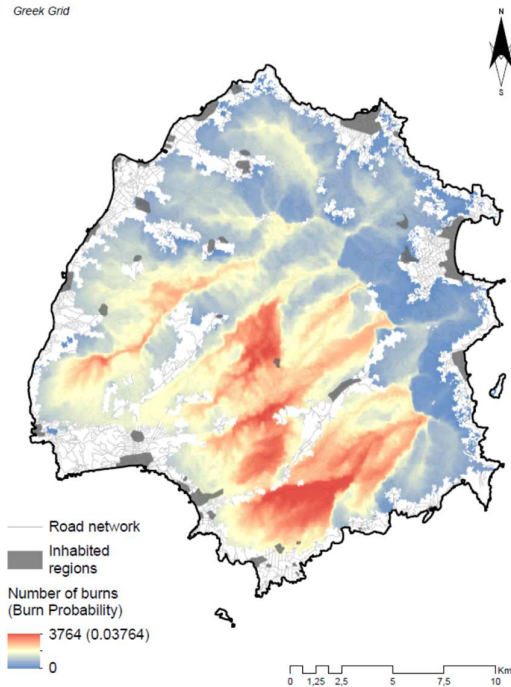 Greek Grid
N
S
Road network
Inhabited
regions
Number of burns
(Burn Probability)
3764 (0.03764)
0
Km
0 1,25 2,5 5 7,5 10